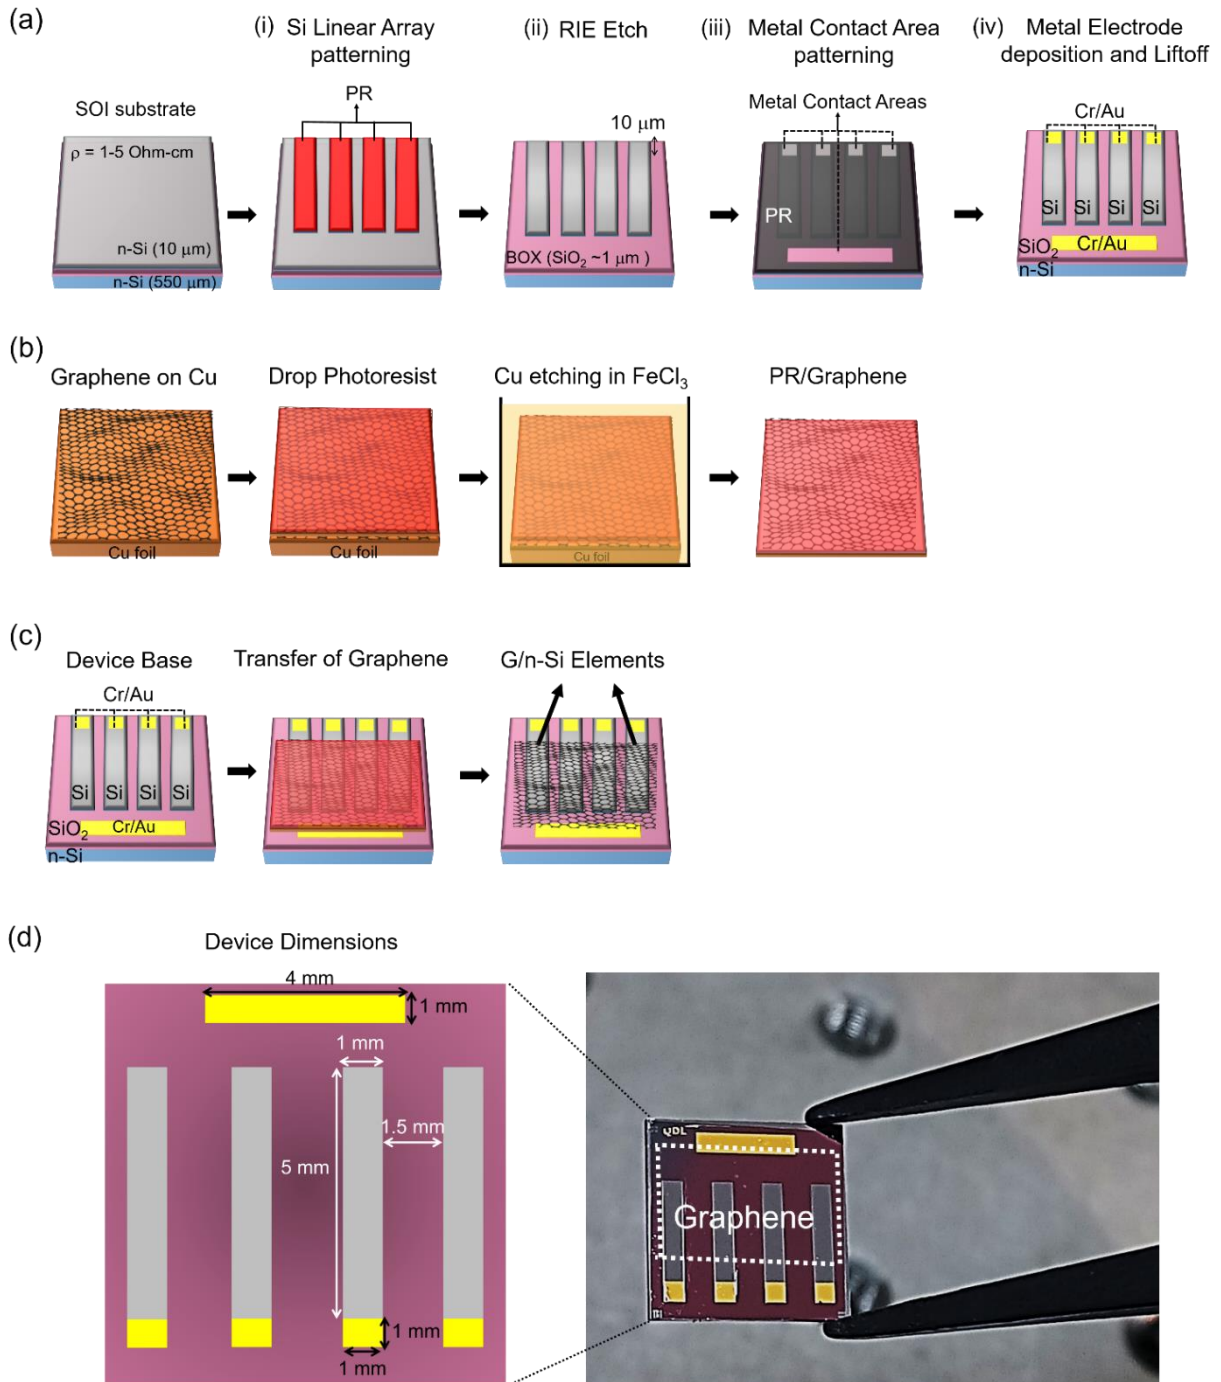 (a)
(i) Si Linear Array
patterning
(ii) RIE Etch
(iii) Metal Contact Area
patterning
(iv) Metal Electrode
deposition and Liftoff
SOI substrate
ρ = 1-5 Ohm-cm
n-Si (10 μm)
n-Si (550 μm)
PR
10 μm
BOX (SiO₂ ~1 μm )
Metal Contact Areas
PR
Cr/Au
Si Si Si Si
SiO₂ Cr/Au
n-Si
(b)
Graphene on Cu
Drop Photoresist
Cu etching in FeCl₃
PR/Graphene
Cu foil
Cu foil
Cu foil
(c)
Device Base
Transfer of Graphene
G/n-Si Elements
Cr/Au
Si Si Si Si
SiO₂ Cr/Au
n-Si
(d)
Device Dimensions
4 mm
1 mm
1 mm
1.5 mm
5 mm
1 mm
1 mm
QDL
Graphene